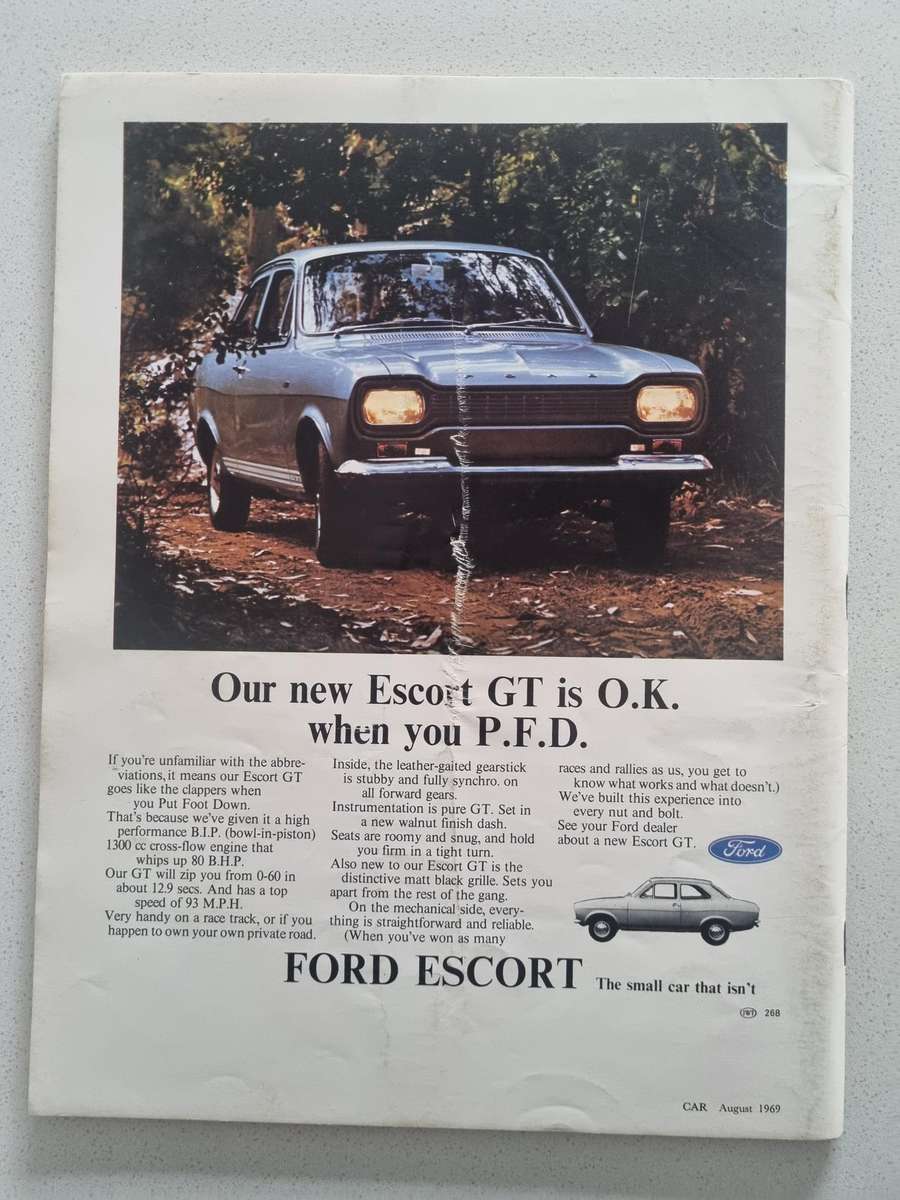 FORD
Our new Escort GT is O.K.
when you P.F.D.
If you're unfamiliar with the abbre-
viations, it means our Escort GT
goes like the clappers when
you Put Foot Down.
That's because we've given it a high
performance B.I.P. (bowl-in-piston)
1300 cc cross-flow engine that
whips up 80 B.H.P.
Our GT will zip you from 0-60 in
about 12.9 secs. And has a top
speed of 93 M.P.H.
Very handy on a race track, or if you
happen to own your own private road.
Inside, the leather-gaited gearstick
is stubby and fully synchro. on
all forward gears.
Instrumentation is pure GT. Set in
a new walnut finish dash.
Seats are roomy and snug, and hold
you firm in a tight turn.
Also new to our Escort GT is the
distinctive matt black grille. Sets you
apart from the rest of the gang.
On the mechanical side, every-
thing is straightforward and reliable.
(When you've won as many
races and rallies as us, you get to
know what works and what doesn't.)
We've built this experience into
every nut and bolt.
See your Ford dealer
about a new Escort GT.
Ford
FORD ESCORT The small car that isn't
JWT 268
CAR August 1969